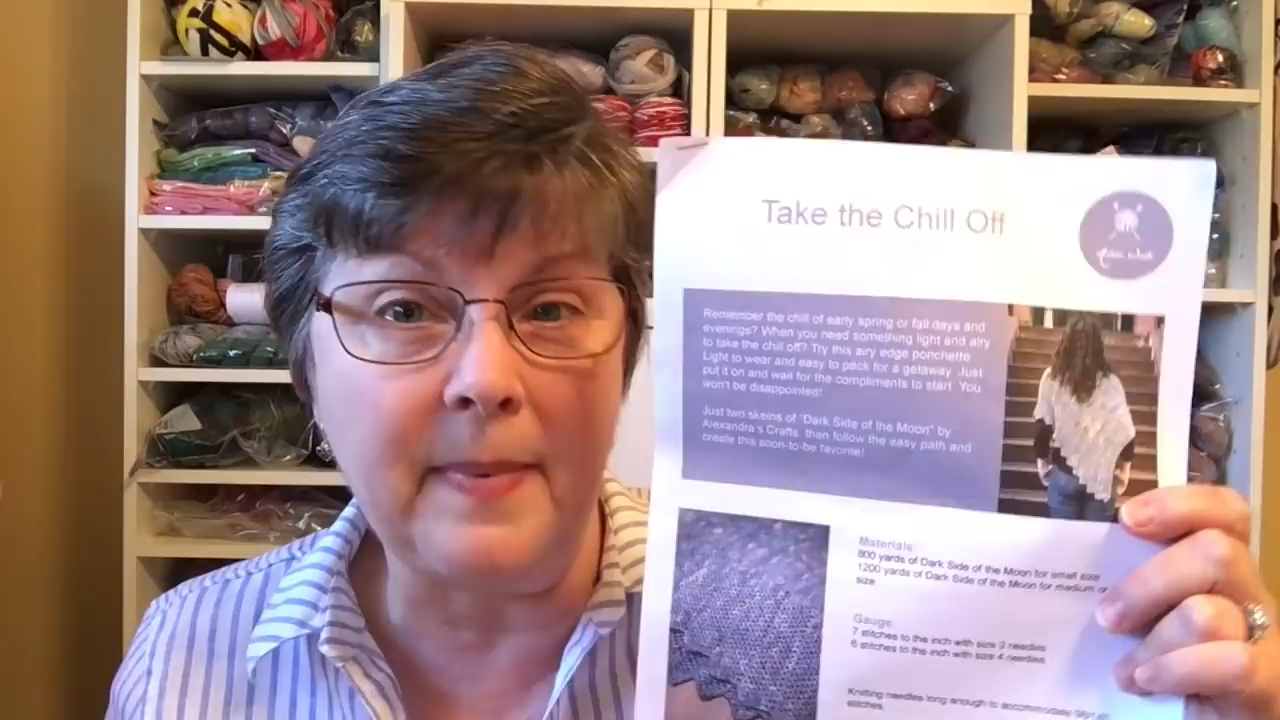 Take the Chill Off
Remember the chill of early spring or fall days and
evenings? When you need something light and airy
to take the chill off? Try this airy edge ponchette
Light to wear and easy to pack for a getaway. Just
put it on and wait for the compliments to start. You
won't be disappointed!
Just two skeins of "Dark Side of the Moon" by
Alexandra's Crafts, then follow the easy path and
create this soon-to-be favorite!
Materials:
800 yards of Dark Side of the Moon for small size
1200 yards of Dark Side of the Moon for medium or
size
Gauge:
7 stitches to the inch with size 3 needles
6 stitches to the inch with size 4 needles
Knitting needles long enough to accommodate
stitches.